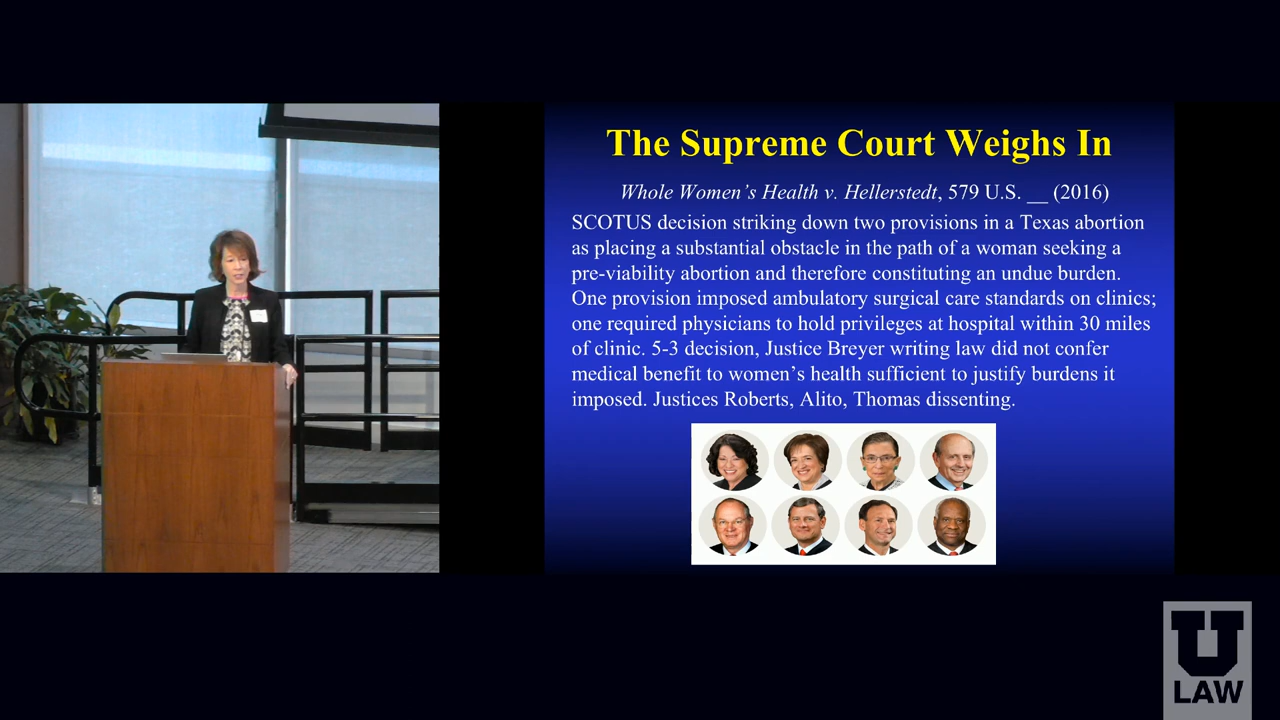 The Supreme Court Weighs In
Whole Women's Health v. Hellerstedt, 579 U.S. __ (2016)
SCOTUS decision striking down two provisions in a Texas abortion
as placing a substantial obstacle in the path of a woman seeking a
pre-viability abortion and therefore constituting an undue burden.
One provision imposed ambulatory surgical care standards on clinics;
one required physicians to hold privileges at hospital within 30 miles
of clinic. 5-3 decision, Justice Breyer writing law did not confer
medical benefit to women's health sufficient to justify burdens it
imposed. Justices Roberts, Alito, Thomas dissenting.
U
LAW